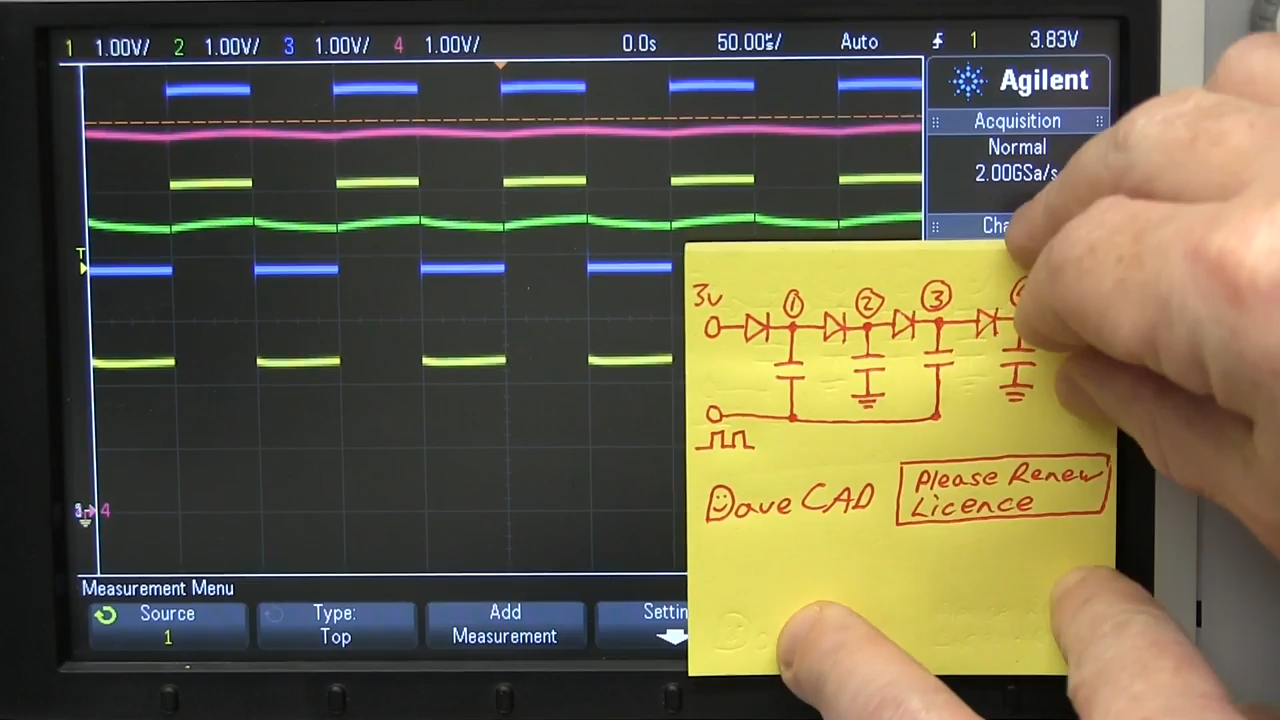 1 1.00V/ 2 1.00V/ 3 1.00V/ 4 1.00V/ 0.0s 50.00 1 3.83V Auto
Agilent
Acquisition
Normal
2.00GSa/s
T
4
3v
1 2 3
Dave CAD
Please Renew
Licence
Measurement Menu
Source
1
Type:
Top
Add
Measurement